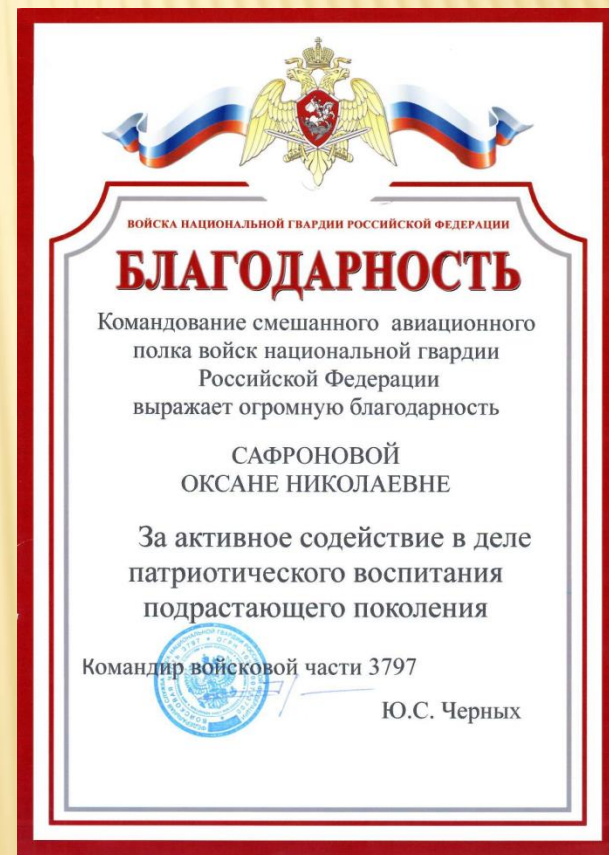 ВОЙСКА НАЦИОНАЛЬНОЙ ГВАРДИИ РОССИЙСКОЙ ФЕДЕРАЦИИ
БЛАГОДАРНОСТЬ
Командование смешанного авиационного
полка войск национальной гвардии
Российской Федерации
выражает огромную благодарность
САФРОНОВОЙ
ОКСАНЕ НИКОЛАЕВНЕ
За активное содействие в деле
патриотического воспитания
подрастающего поколения
Командир войсковой части 3797
Ю.С. Черных